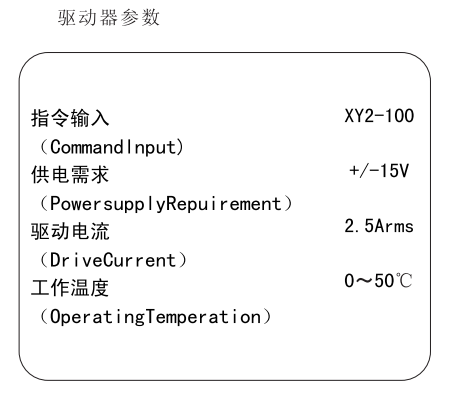 驱动器参数
指令输入 XY2-100
（CommandInput)
供电需求 +/-15V
（PowersupplyRepuirement）
驱动电流 2.5Arms
（DriveCurrent）
工作温度 0～50℃
（OperatingTemperation）